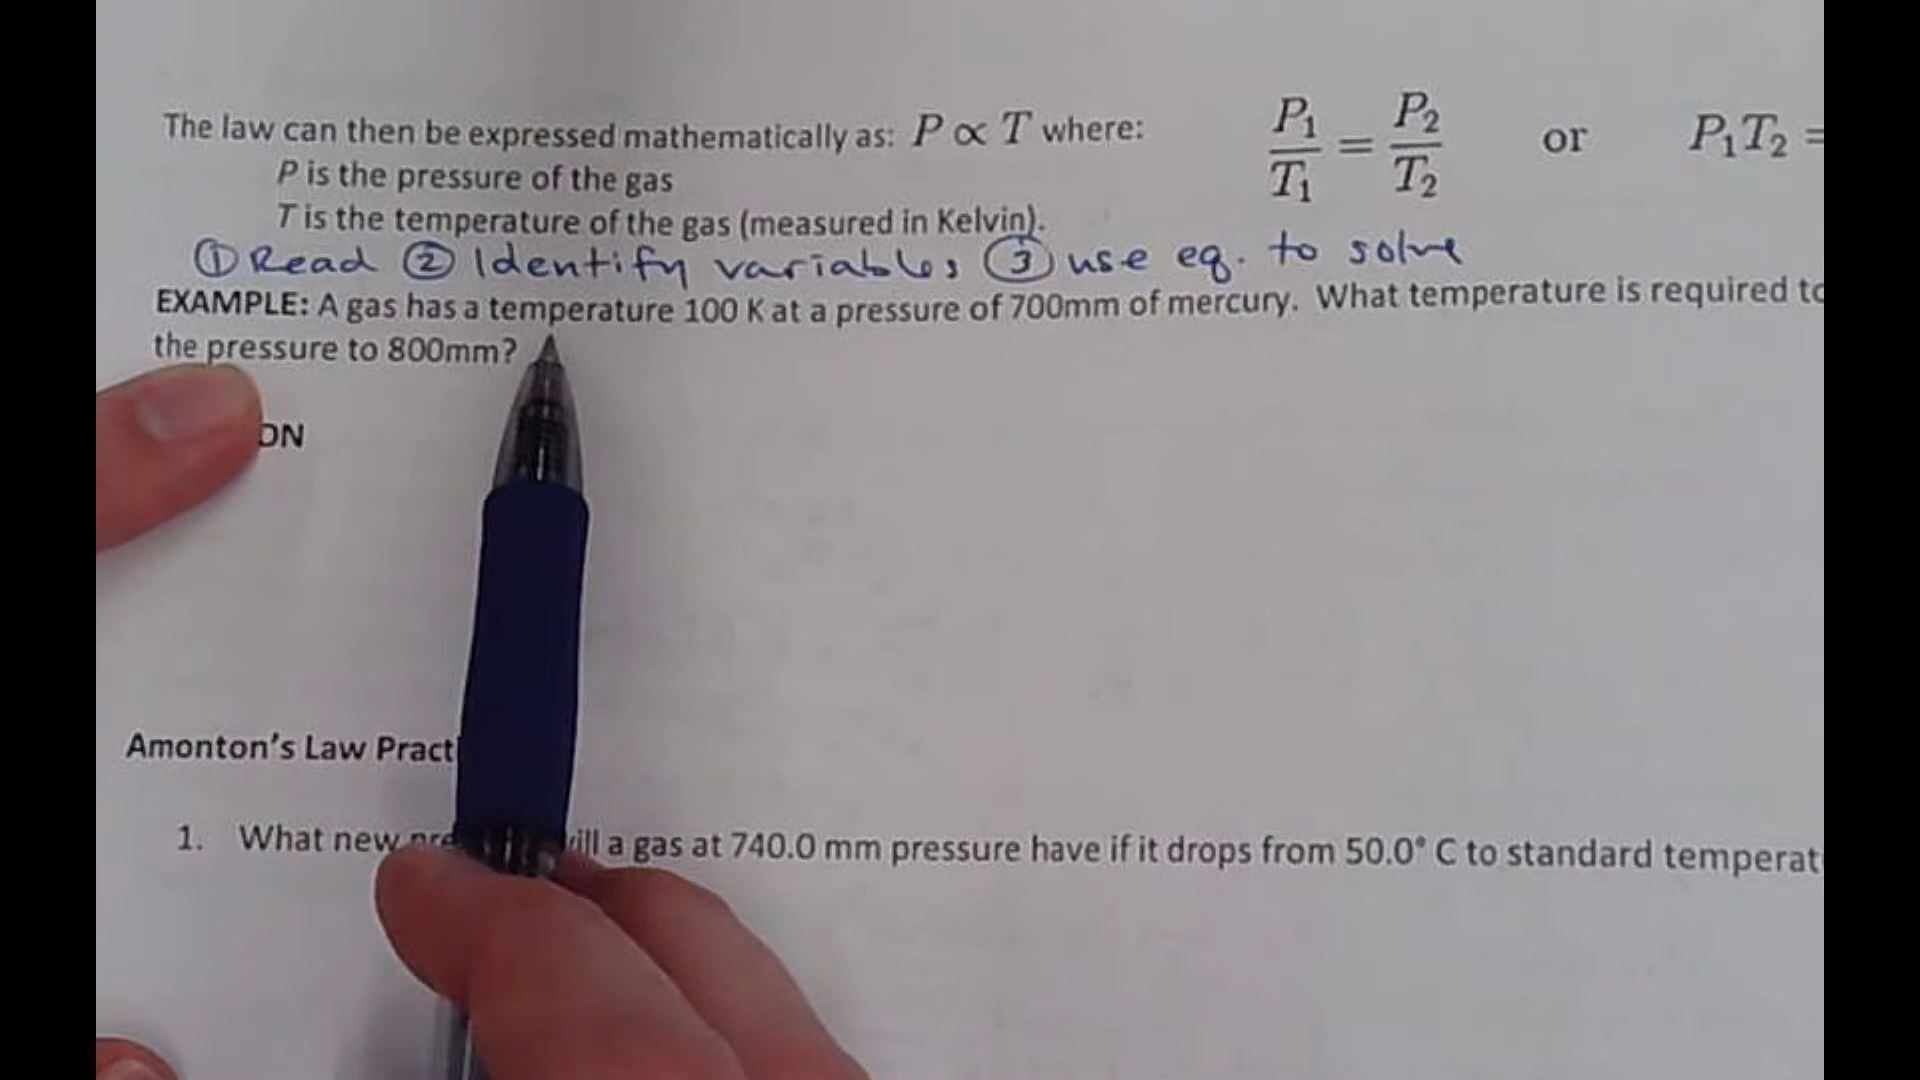 The law can then be expressed mathematically as: P ∝ T where: P₁/T₁ = P₂/T₂ or P₁T₂ =
P is the pressure of the gas
T is the temperature of the gas (measured in Kelvin).
① Read ② Identify variables ③ use eq. to solve
EXAMPLE: A gas has a temperature 100 K at a pressure of 700mm of mercury. What temperature is required to
the pressure to 800mm?
ON
Amonton's Law Practi
1. What new pre ill a gas at 740.0 mm pressure have if it drops from 50.0° C to standard temperat